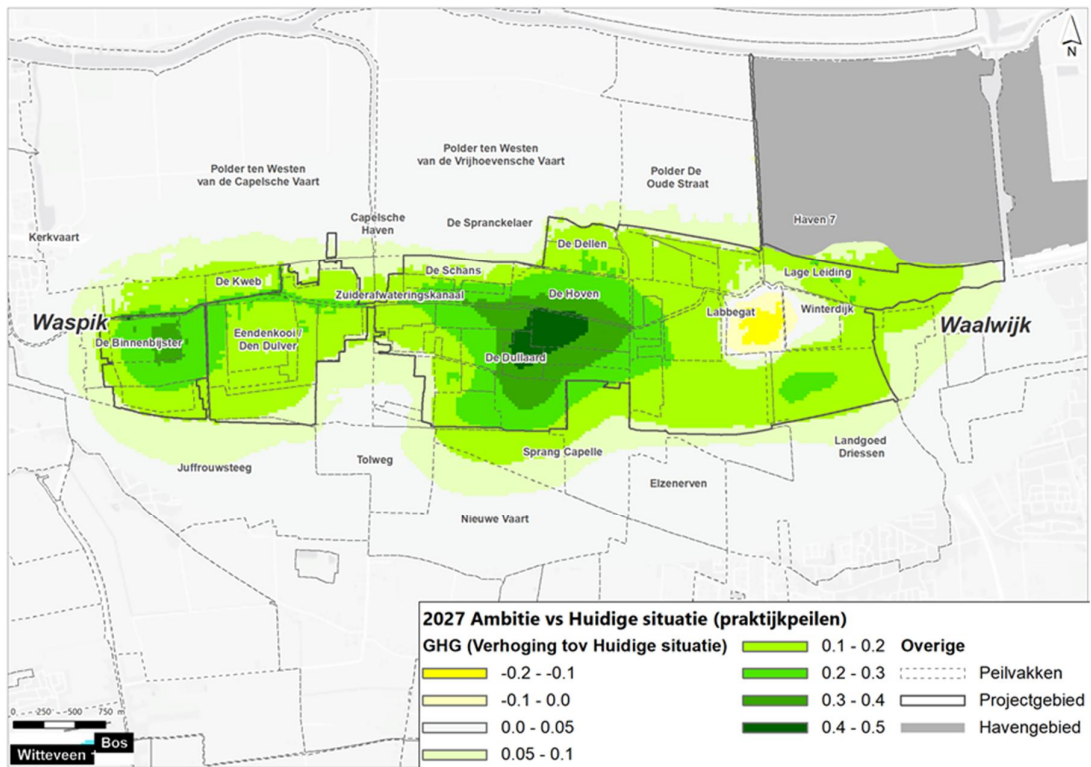 N
Polder ten Westen
van de Capelsche Vaart
Polder ten Westen
van de Vrijhoevensche Vaart
Polder De
Oude Straat
Kerkvaart
Capelsche
Haven
De Spranckelaer
Haven 7
De Dellen
De Kweb
De Schans
Lage Leiding
Zuiderafwateringskanaal
De Hoven
Labbegat
Winterdijk
Waspik
Waalwijk
De Binnenbijster
Eendenkooi /
Den Dulver
De Dullaard
Juffrouwsteeg
Tolweg
Sprang Capelle
Landgoed
Driessen
Elzenerven
Nieuwe Vaart
2027 Ambitie vs Huidige situatie (praktijkpeilen)
GHG (Verhoging tov Huidige situatie)
-0.2 - -0.1
-0.1 - 0.0
0.0 - 0.05
0.05 - 0.1
0.1 - 0.2
0.2 - 0.3
0.3 - 0.4
0.4 - 0.5
Overige
Peilvakken
Projectgebied
Havengebied
0 250 500 750 m
Witteveen + Bos